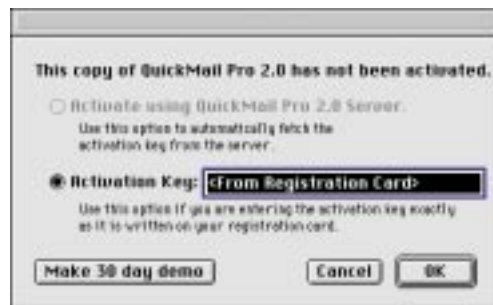 This copy of QuickMail Pro 2.0 has not been activated.
Activate using QuickMail Pro 2.0 Server.
Use this option to automatically fetch the
activation key from the server.
Activation Key: <From Registration Card>
Use this option if you are entering the activation key exactly
as it is written on your registration card.
Make 30 day demo Cancel OK